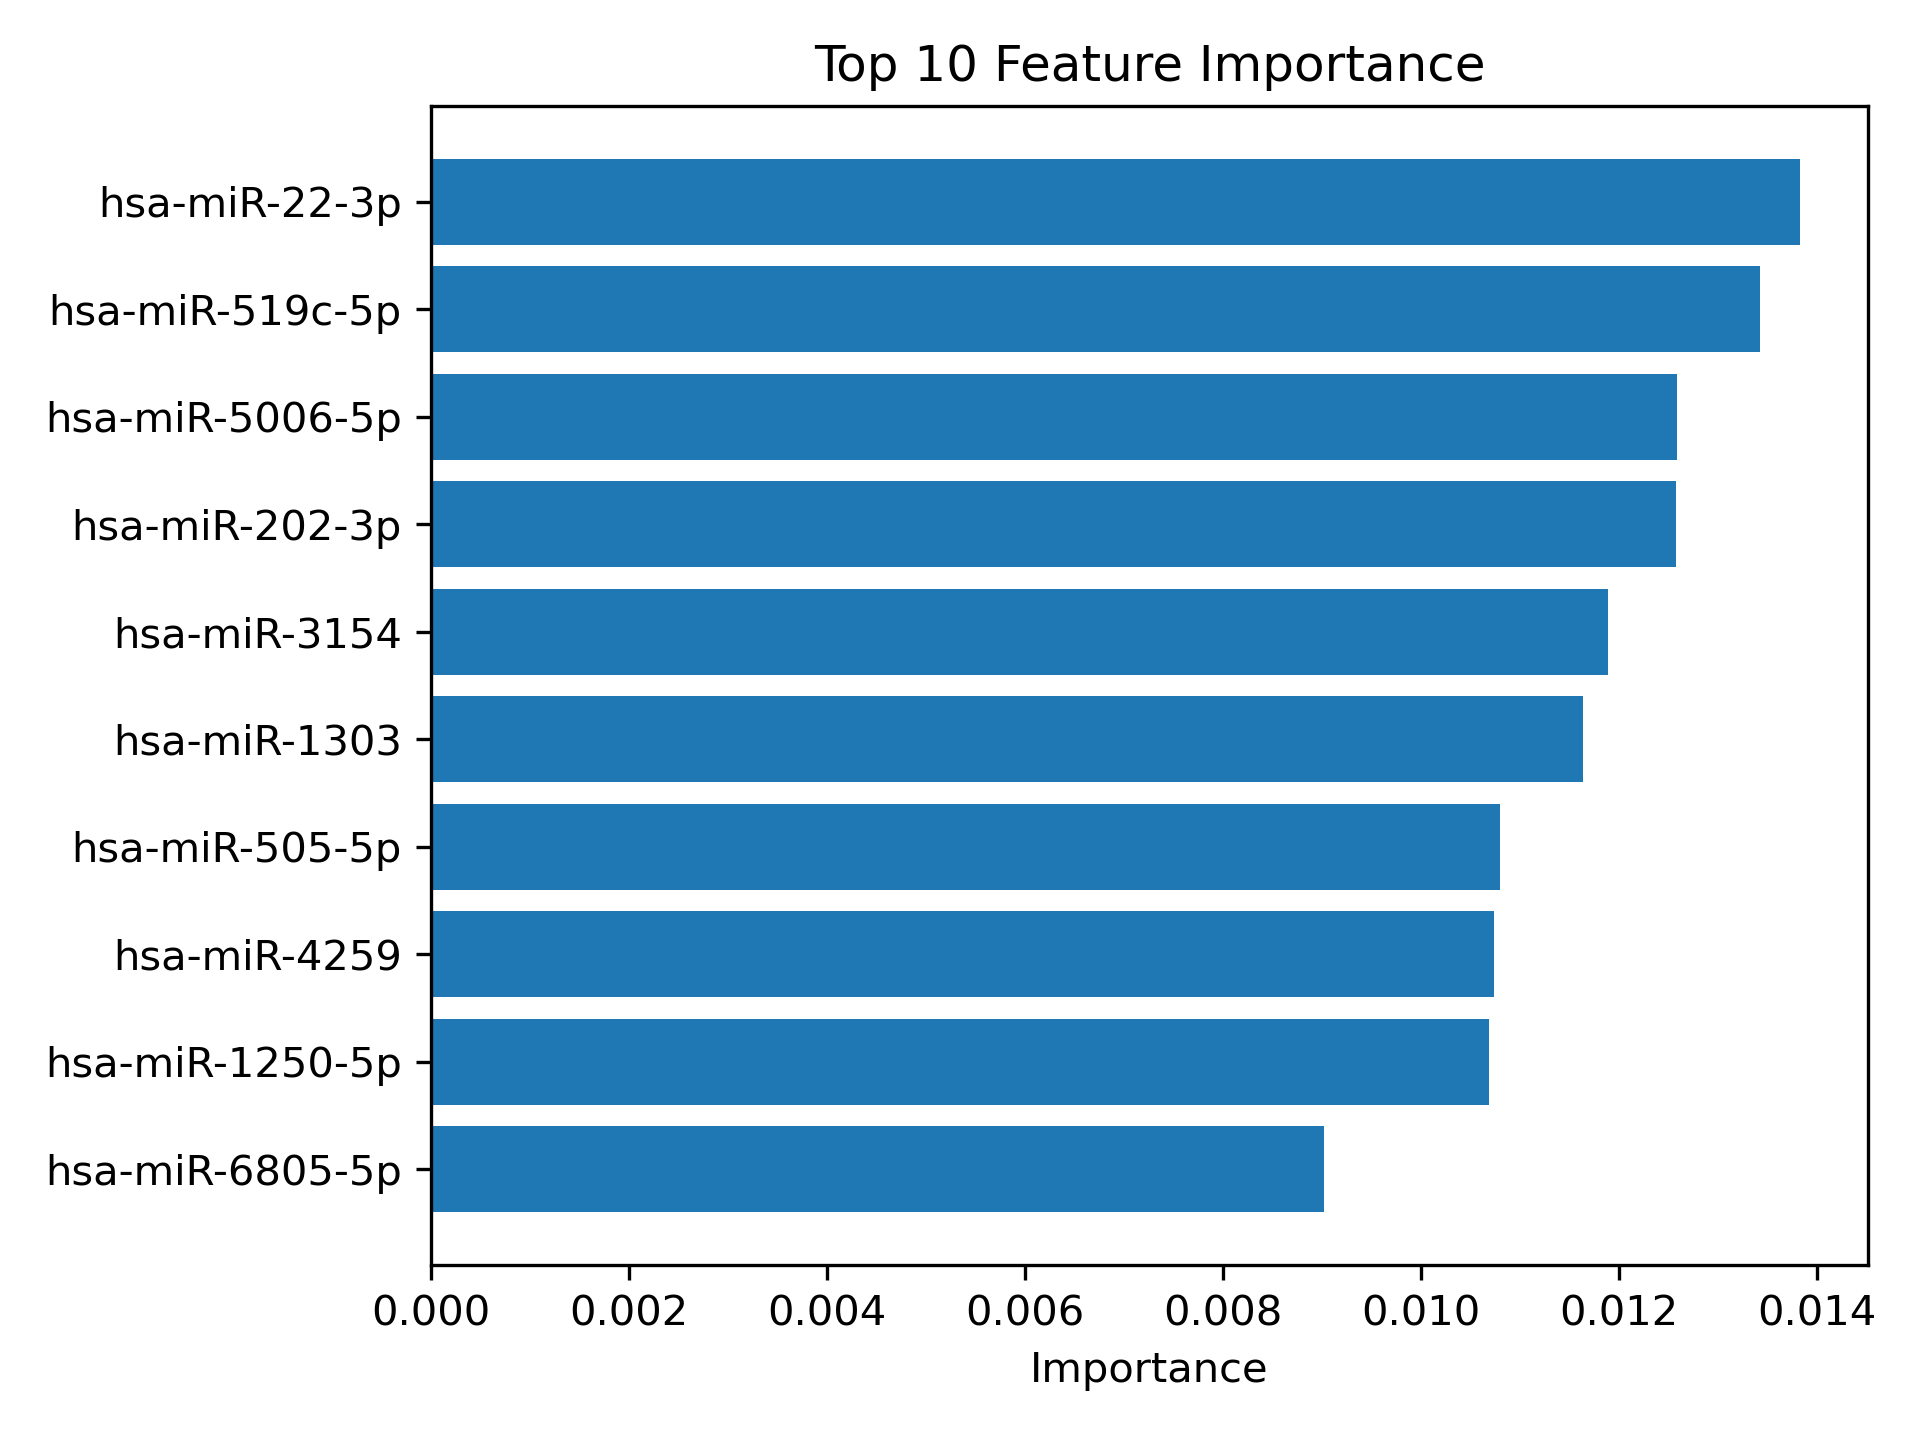 Top 10 Feature Importance
hsa-miR-22-3p
hsa-miR-519c-5p
hsa-miR-5006-5p
hsa-miR-202-3p
hsa-miR-3154
hsa-miR-1303
hsa-miR-505-5p
hsa-miR-4259
hsa-miR-1250-5p
hsa-miR-6805-5p
0.000 0.002 0.004 0.006 0.008 0.010 0.012 0.014
Importance